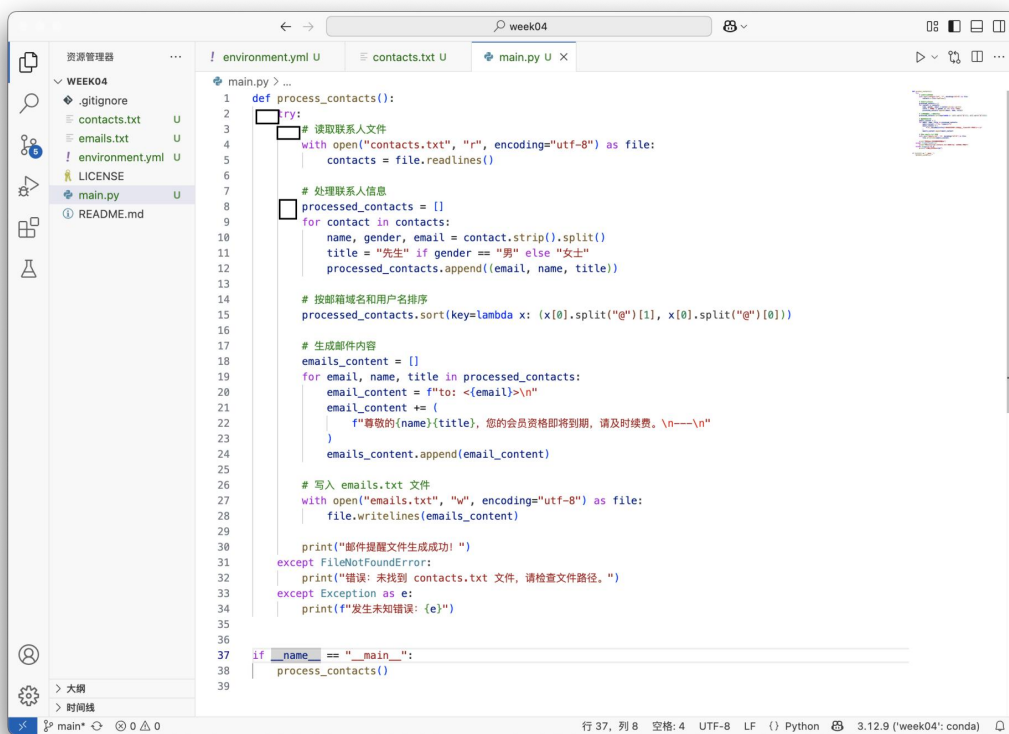 week04
资源管理器
WEEK04
.gitignore
contacts.txt U
emails.txt U
! environment.yml U
LICENSE
main.py U
README.md
大纲
时间线
! environment.yml U
contacts.txt U
main.py U
main.py > ...
1 def process_contacts():
2     try:
3         # 读取联系人文件
4         with open("contacts.txt", "r", encoding="utf-8") as file:
5             contacts = file.readlines()
6
7         # 处理联系人信息
8         processed_contacts = []
9         for contact in contacts:
10             name, gender, email = contact.strip().split()
11             title = "先生" if gender == "男" else "女士"
12             processed_contacts.append((email, name, title))
13
14         # 按邮箱域名和用户名排序
15         processed_contacts.sort(key=lambda x: (x[0].split("@")[1], x[0].split("@")[0]))
16
17         # 生成邮件内容
18         emails_content = []
19         for email, name, title in processed_contacts:
20             email_content = f"to: <{email}>\n"
21             email_content += (
22                 f"尊敬的{name}{title}，您的会员资格即将到期，请及时续费。\n---\n"
23             )
24             emails_content.append(email_content)
25
26         # 写入 emails.txt 文件
27         with open("emails.txt", "w", encoding="utf-8") as file:
28             file.writelines(emails_content)
29
30         print("邮件提醒文件生成成功！")
31     except FileNotFoundError:
32         print("错误：未找到 contacts.txt 文件，请检查文件路径。")
33     except Exception as e:
34         print(f"发生未知错误：{e}")
35
36
37 if __name__ == "__main__":
38     process_contacts()
39
5
main* 0 0 行 37，列 8 空格: 4 UTF-8 LF {} Python 3.12.9 ('week04': conda)